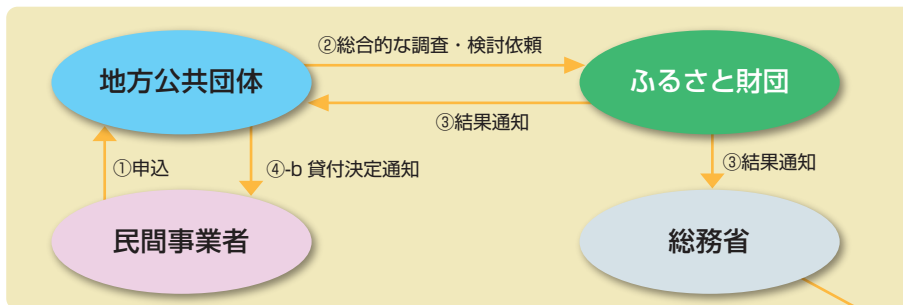 ②総合的な調査・検討依頼
地方公共団体
ふるさと財団
③結果通知
①申込
④-b 貸付決定通知
③結果通知
民間事業者
総務省